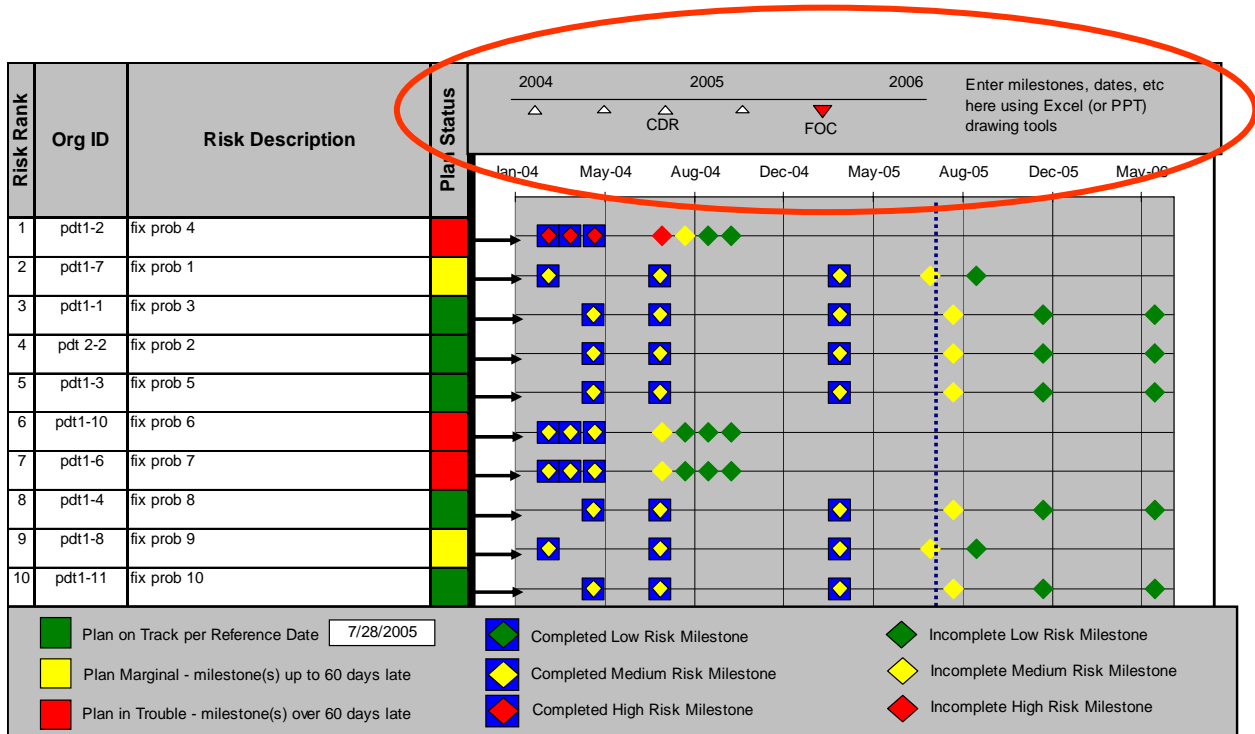 2004 2005 2006
Enter milestones, dates, etc
here using Excel (or PPT)
drawing tools
CDR FOC
Risk Rank Org ID Risk Description Plan Status
Jan-04 May-04 Aug-04 Dec-04 May-05 Aug-05 Dec-05 May-06
1 pdt1-2 fix prob 4
2 pdt1-7 fix prob 1
3 pdt1-1 fix prob 3
4 pdt 2-2 fix prob 2
5 pdt1-3 fix prob 5
6 pdt1-10 fix prob 6
7 pdt1-6 fix prob 7
8 pdt1-4 fix prob 8
9 pdt1-8 fix prob 9
10 pdt1-11 fix prob 10
Plan on Track per Reference Date 7/28/2005 Completed Low Risk Milestone Incomplete Low Risk Milestone
Plan Marginal - milestone(s) up to 60 days late Completed Medium Risk Milestone Incomplete Medium Risk Milestone
Plan in Trouble - milestone(s) over 60 days late Completed High Risk Milestone Incomplete High Risk Milestone